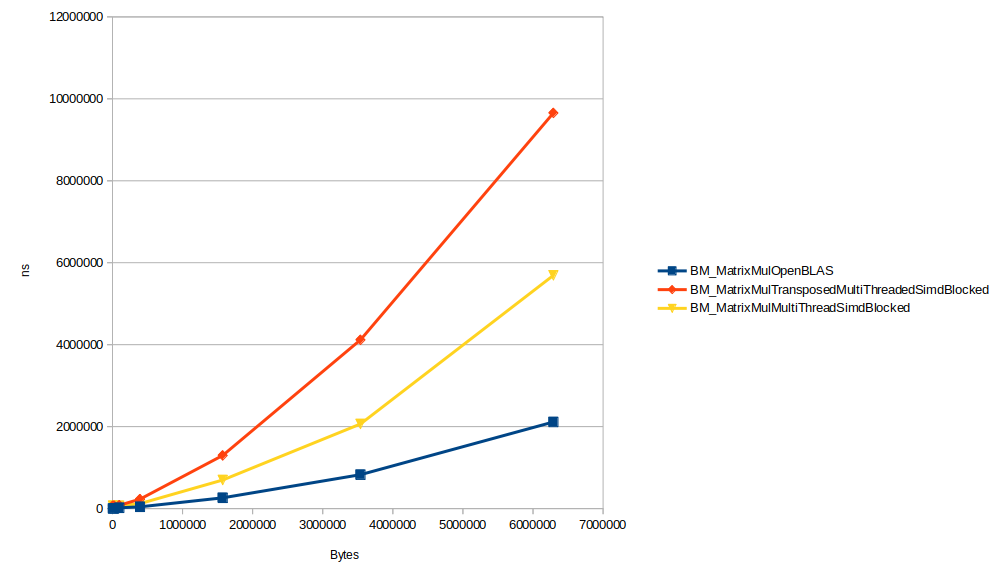 12000000
10000000
8000000
6000000
4000000
2000000
0
ns
0 1000000 2000000 3000000 4000000 5000000 6000000 7000000
Bytes
BM_MatrixMulOpenBLAS
BM_MatrixMulTransposedMultiThreadedSimdBlocked
BM_MatrixMulMultiThreadSimdBlocked